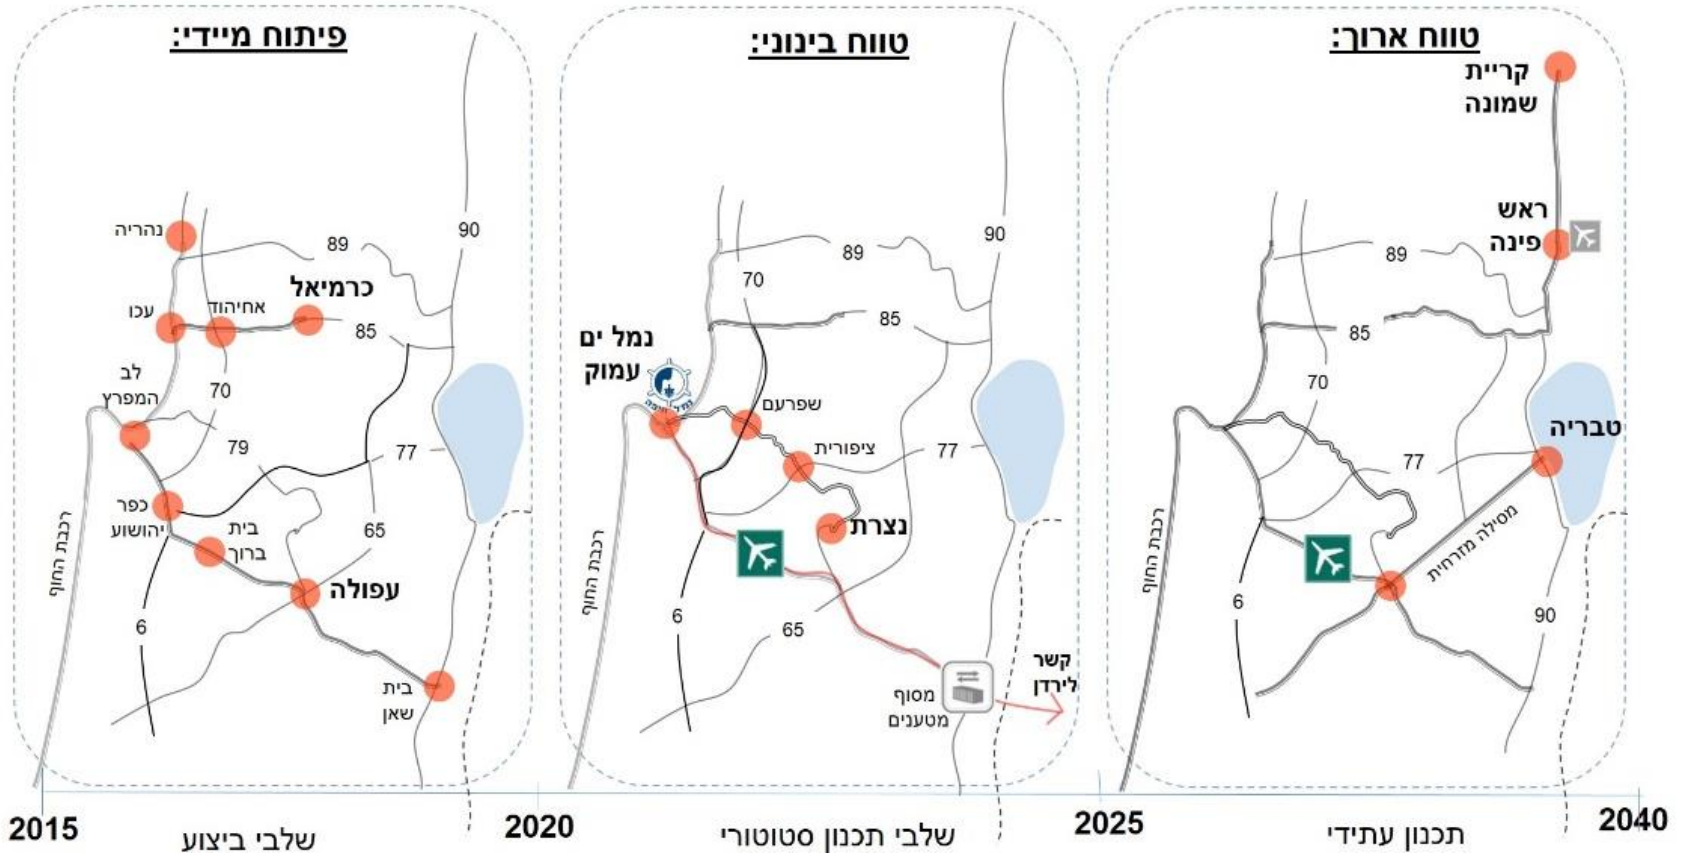 פיתוח מיידי:
90
נהריה
89
כרמיאל
אחיהוד
עכו
85
לב
המפרץ
70
79
77
כפר
יהושוע
בית
ברוך
65
רכבת החוף
עפולה
6
בית
שאן
טווח בינוני:
90
89
70
85
נמל ים
עמוק
שפרעם
ציפורית
77
נצרת
רכבת החוף
6
65
קשר
לירדן
מסוף
מטענים
טווח ארוך:
קריית
שמונה
ראש
פינה
89
85
70
טבריה
77
מסילה מזרחית
רכבת החוף
6
90
2015
שלבי ביצוע
2020
שלבי תכנון סטוטורי
2025
תכנון עתידי
2040